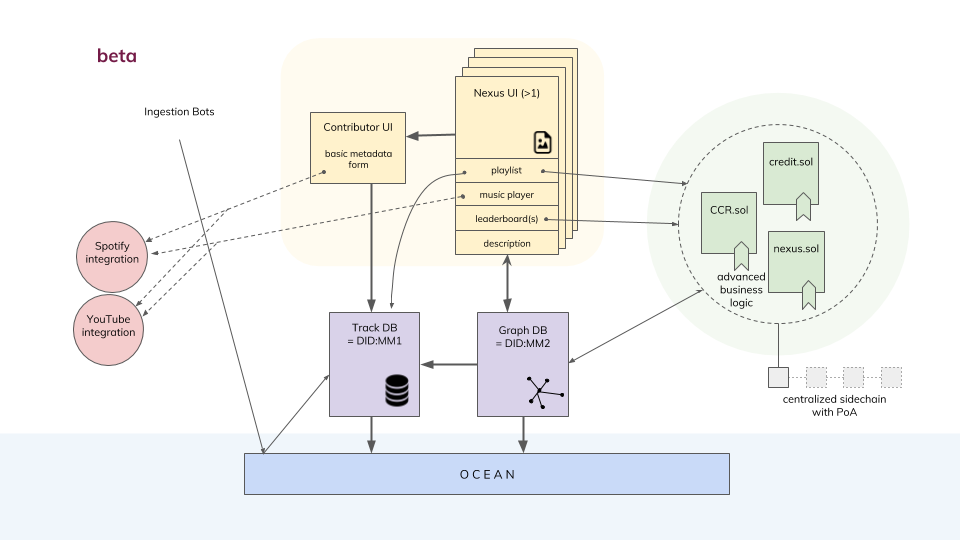 beta
Ingestion Bots
Nexus UI (>1)
Contributor UI
basic metadata
form
playlist
music player
leaderboard(s)
description
credit.sol
CCR.sol
nexus.sol
advanced
business
logic
Spotify
integration
YouTube
integration
Track DB
= DID:MM1
Graph DB
= DID:MM2
centralized sidechain
with PoA
OCEAN